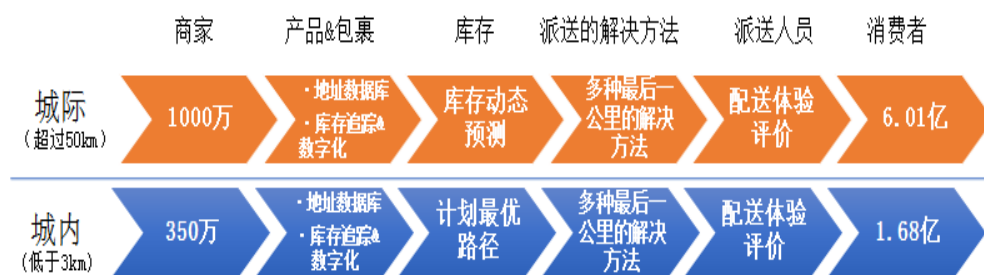 商家 产品&包裹 库存 派送的解决方法 派送人员 消费者
城际
(超过50km)
1000万
·地址数据库
·库存追踪&
数字化
库存动态
预测
多种最后一
公里的解决
方法
配送体验
评价
6.01亿
城内
(低于3km)
350万
·地址数据库
·库存追踪&
数字化
计划最优
路径
多种最后一
公里的解决
方法
配送体验
评价
1.68亿